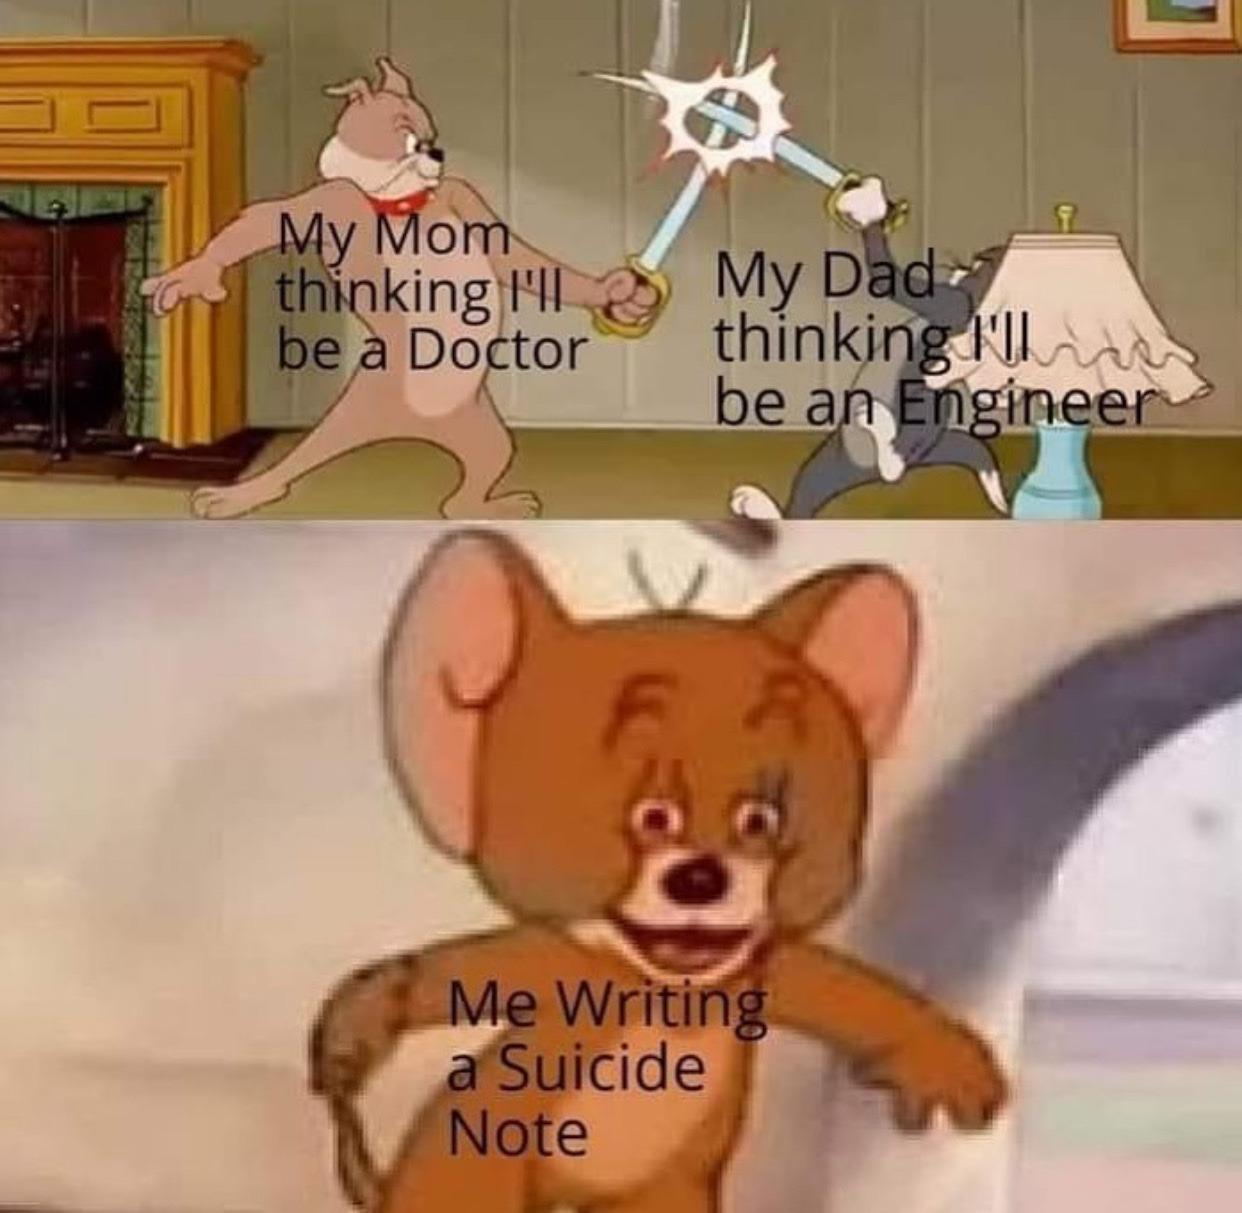 My Mom
thinking I'll
be a Doctor
My Dad
thinking I'll
be an Engineer
Me Writing
a Suicide
Note